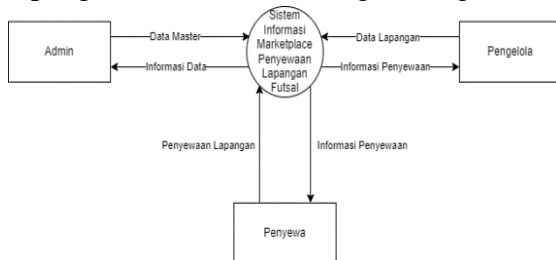 Sistem
Informasi
Marketplace
Penyewaan
Lapangan
Futsal
Admin
Data Master
Informasi Data
Data Lapangan
Informasi Penyewaan
Pengelola
Penyewaan Lapangan
Informasi Penyewaan
Penyewa